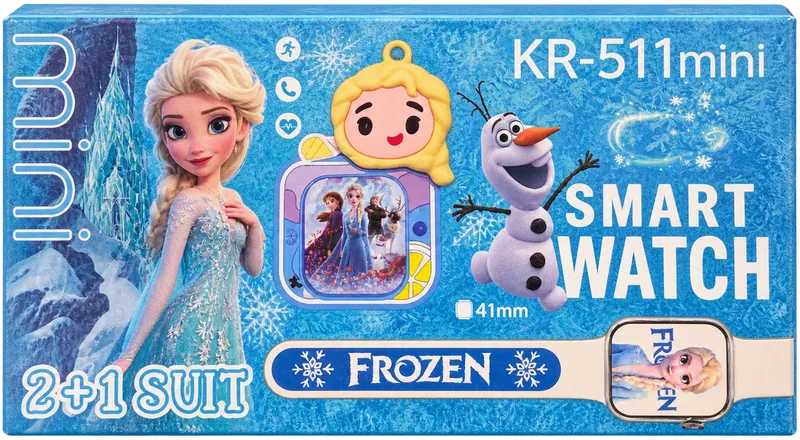 mini
KR-511mini
SMART
WATCH
41mm
2+1 SUIT
FROZEN
FROZEN